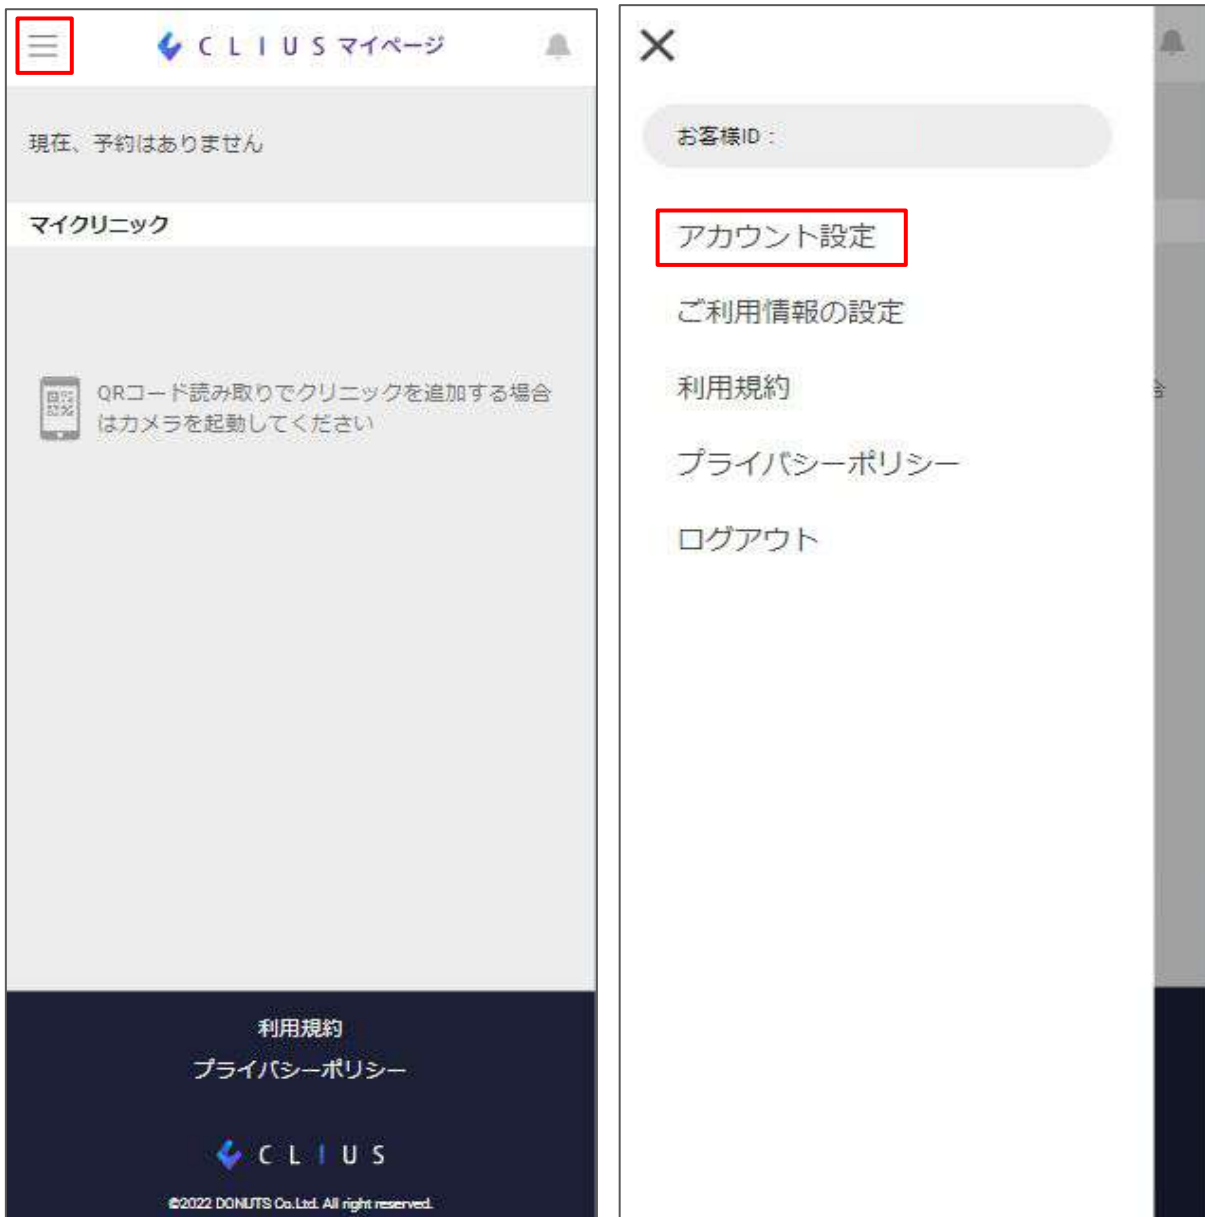 CLIUS マイページ
現在、予約はありません
マイクリニック
QRコード読み取りでクリニックを追加する場合
はカメラを起動してください
利用規約
プライバシーポリシー
CLIUS
©2022 DONUTS Co.Ltd. All right reserved.
お客様ID：
アカウント設定
ご利用情報の設定
利用規約
プライバシーポリシー
ログアウト
合